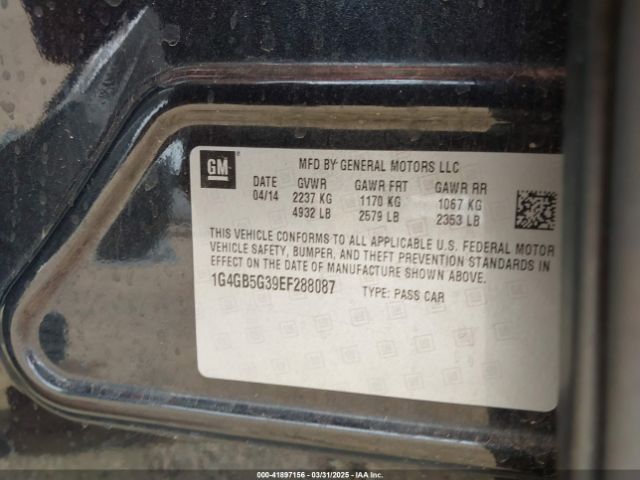 GM
MFD BY GENERAL MOTORS LLC
DATE GVWR GAWR FRT GAWR RR
04/14 2237 KG 1170 KG 1067 KG
4932 LB 2579 LB 2353 LB
THIS VEHICLE CONFORMS TO ALL APPLICABLE U.S. FEDERAL MOTOR
VEHICLE SAFETY, BUMPER, AND THEFT PREVENTION STANDARDS IN
EFFECT ON THE DATE OF MANUFACTURE SHOWN ABOVE.
1G4GB5G39EF288087 TYPE: PASS CAR
000-41897156 - 03/31/2025 - IAAI.COM